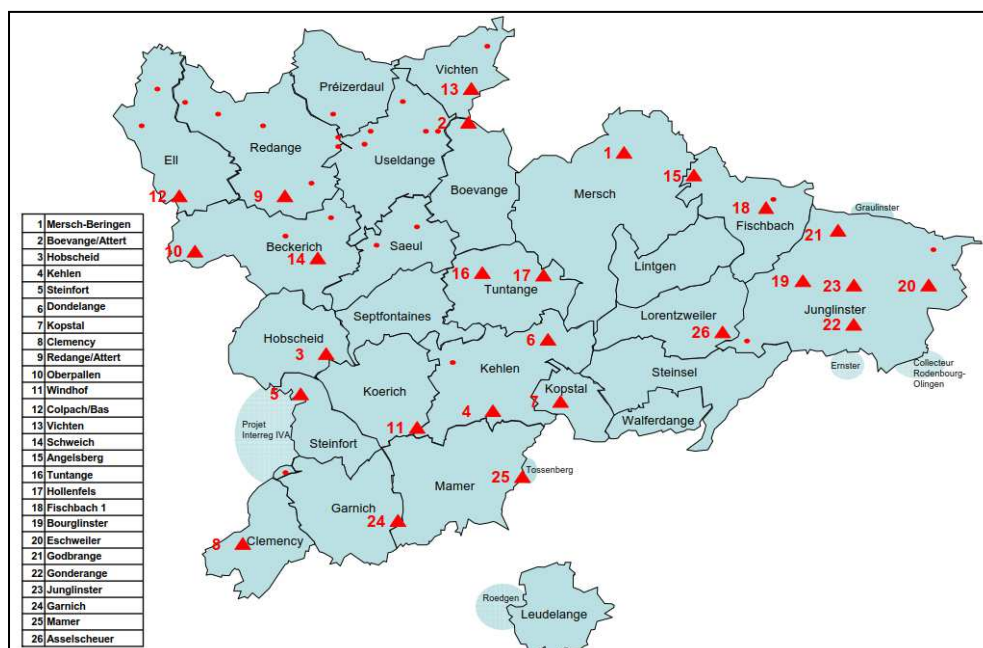 Vichten
13
Préizerdaul
2
1
Ell
Redange
Useldange
Boevange
Mersch
15
12
9
18
Fischbach
Graulinster
21
1 Mersch-Beringen
2 Boevange/Attert
3 Hobscheid
4 Kehlen
5 Steinfort
6 Dondelange
7 Kopstal
8 Clemency
9 Redange/Attert
10 Oberpallen
11 Windhof
12 Colpach/Bas
13 Vichten
14 Schweich
15 Angelsberg
16 Tuntange
17 Hollenfels
18 Fischbach 1
19 Bourglinster
20 Eschweiler
21 Godbrange
22 Gonderange
23 Junglinster
24 Garnich
25 Mamer
26 Asselscheuer
10
Beckerich
14
Saeul
16
17
Tuntange
Lintgen
19
23
20
Junglinster
22
Septfontaines
Lorentzweiler
26
Hobscheid
3
6
Kehlen
Steinsel
Ernster
Collecteur
Rodenbourg-
Olingen
5
Koerich
Kopstal
7
4
Walferdange
Projet
Interreg IVA
11
Steinfort
Mamer
25
Tossenberg
Garnich
24
8
Clemency
Roedgen
Leudelange